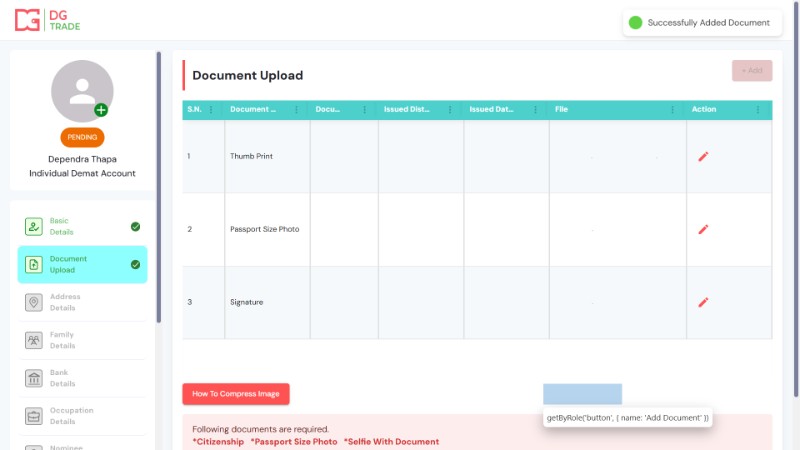 DG
TRADE
Successfully Added Document
PENDING
Dependra Thapa
Individual Demat Account
Basic
Details
Document
Upload
Address
Details
Family
Details
Bank
Details
Occupation
Details
Nominee
Document Upload
+ Add
S.N. Document ... Docu... Issued Dist... Issued Dat... File Action
1 Thumb Print
2 Passport Size Photo
3 Signature
How To Compress Image
getByRole('button', { name: 'Add Document' })
Following documents are required.
*Citizenship *Passport Size Photo *Selfie With Document